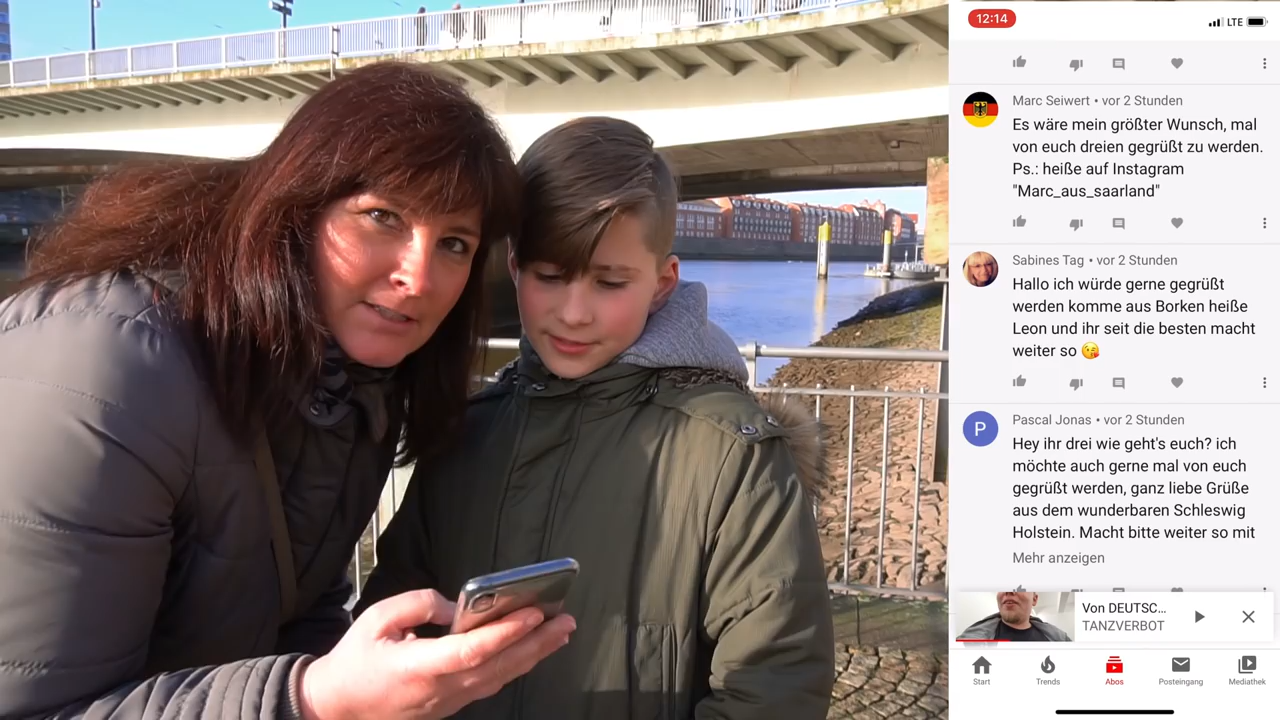 12:14
LTE
Marc Seiwert • vor 2 Stunden
Es wäre mein größter Wunsch, mal
von euch dreien gegrüßt zu werden.
Ps.: heiße auf Instagram
"Marc_aus_saarland"
Sabines Tag • vor 2 Stunden
Hallo ich würde gerne gegrüßt
werden komme aus Borken heiße
Leon und ihr seit die besten macht
weiter so 😘
P
Pascal Jonas • vor 2 Stunden
Hey ihr drei wie geht's euch? ich
möchte auch gerne mal von euch
gegrüßt werden, ganz liebe Grüße
aus dem wunderbaren Schleswig
Holstein. Macht bitte weiter so mit
Mehr anzeigen
Von DEUTSC...
TANZVERBOT
Start
Trends
Abos
Posteingang
Mediathek